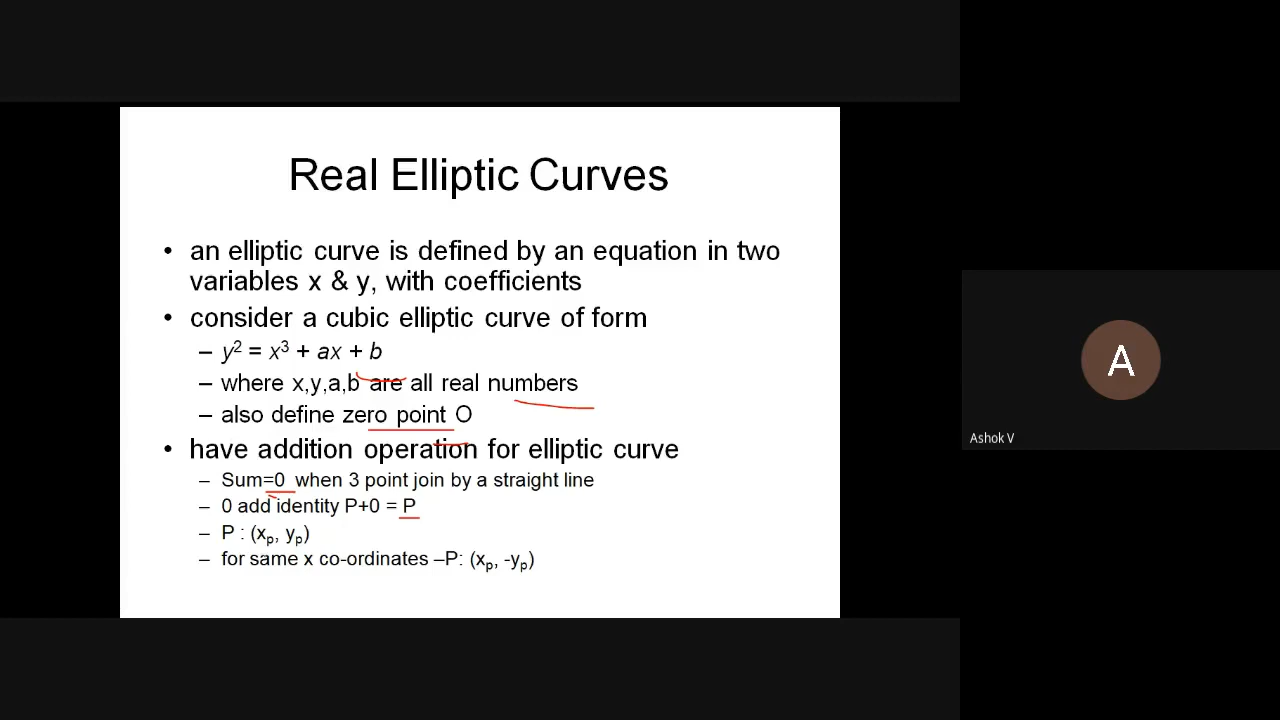 Real Elliptic Curves
• an elliptic curve is defined by an equation in two
variables x & y, with coefficients
• consider a cubic elliptic curve of form
– y² = x³ + ax + b
– where x,y,a,b are all real numbers
– also define zero point O
• have addition operation for elliptic curve
– Sum=0 when 3 point join by a straight line
– 0 add identity P+0 = P
– P : (xₚ, yₚ)
– for same x co-ordinates –P: (xₚ, -yₚ)
A
Ashok V